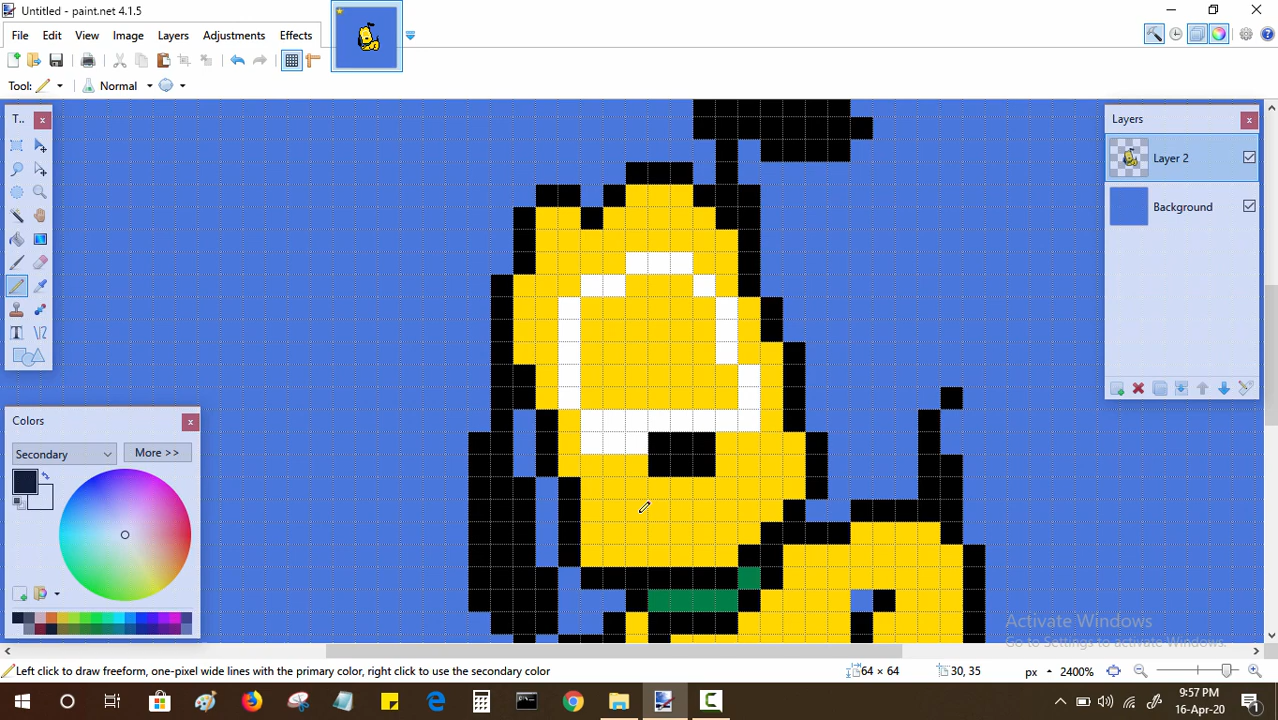 Untitled - paint.net 4.1.5
File Edit View Image Layers Adjustments Effects
Tool: Normal
Layers
Layer 2
Background
Colors
ndary
More >>
Activate Windows
Go to Settings to activate Windows.
Left click to draw freeform, one-pixel wide lines with the primary color, right click to use the secondary color
64 × 64
30, 35
px
2400%
9:57 PM
16-Apr-20